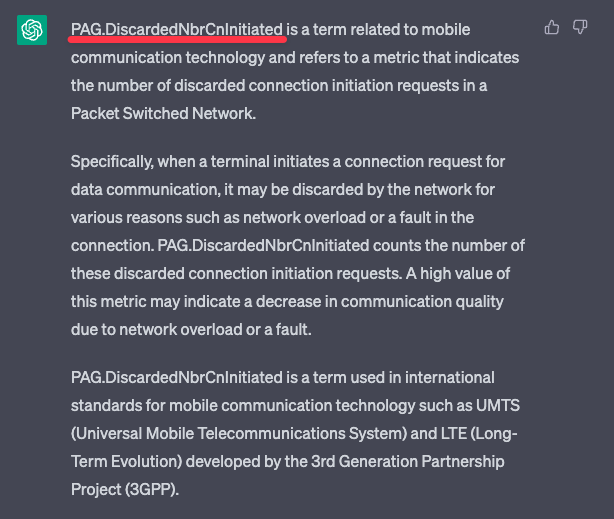 PAG.DiscardedNbrCnInitiated is a term related to mobile
communication technology and refers to a metric that indicates
the number of discarded connection initiation requests in a
Packet Switched Network.
Specifically, when a terminal initiates a connection request for
data communication, it may be discarded by the network for
various reasons such as network overload or a fault in the
connection. PAG.DiscardedNbrCnInitiated counts the number of
these discarded connection initiation requests. A high value of
this metric may indicate a decrease in communication quality
due to network overload or a fault.
PAG.DiscardedNbrCnInitiated is a term used in international
standards for mobile communication technology such as UMTS
(Universal Mobile Telecommunications System) and LTE (Long-
Term Evolution) developed by the 3rd Generation Partnership
Project (3GPP).